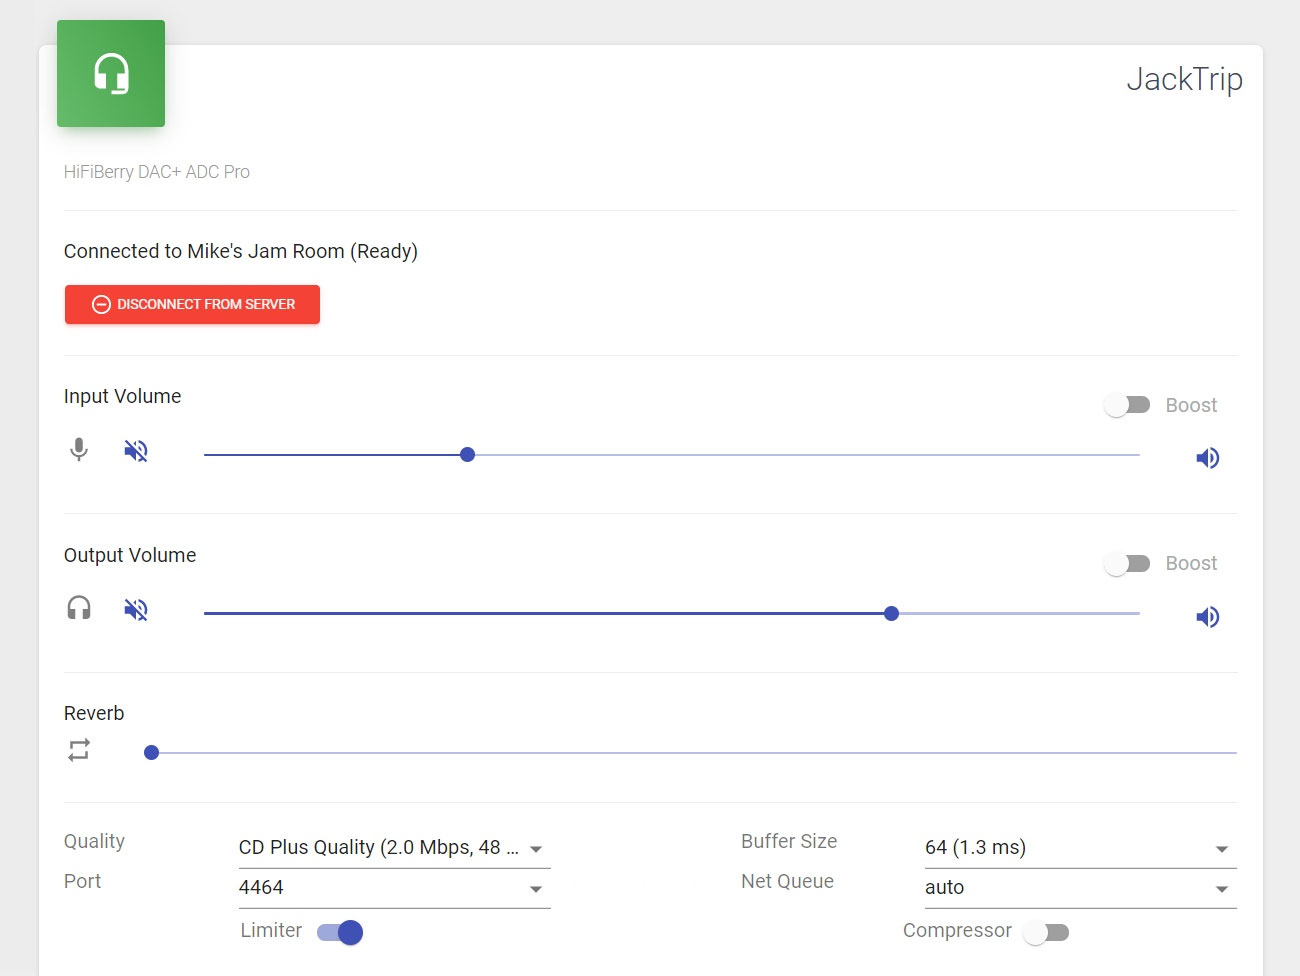 JackTrip
HiFiBerry DAC+ ADC Pro
Connected to Mike's Jam Room (Ready)
DISCONNECT FROM SERVER
Input Volume
Boost
Output Volume
Boost
Reverb
Quality
CD Plus Quality (2.0 Mbps, 48 ...
Buffer Size
64 (1.3 ms)
Port
4464
Net Queue
auto
Limiter
Compressor